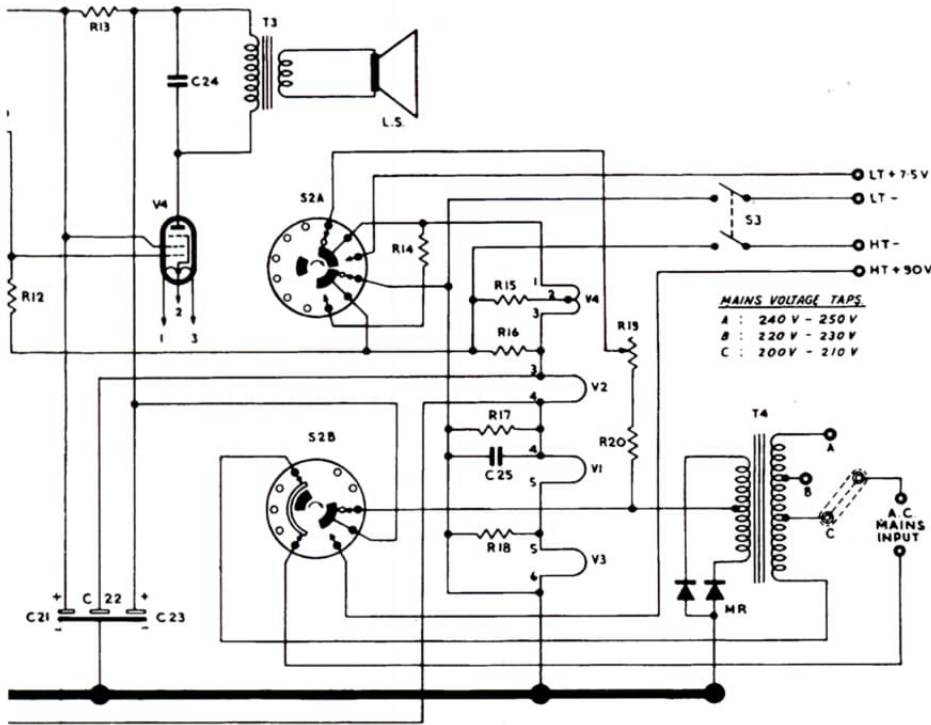 R13
T3
C24
L.S.
V4
S2A
R14
LT + 7·5 V
LT -
S3
HT -
HT + 90V
R12
1
2
3
R15
1
2
3
V4
R16
R19
MAINS VOLTAGE TAPS
A : 240 V - 250 V
B : 220 V - 230 V
C : 200 V - 210 V
3
4
V2
R17
C25
4
5
V1
R20
T4
A
B
C
A.C.
MAINS
INPUT
S2B
R18
5
6
V3
MR
+
C
22
+
C21
-
-
C23